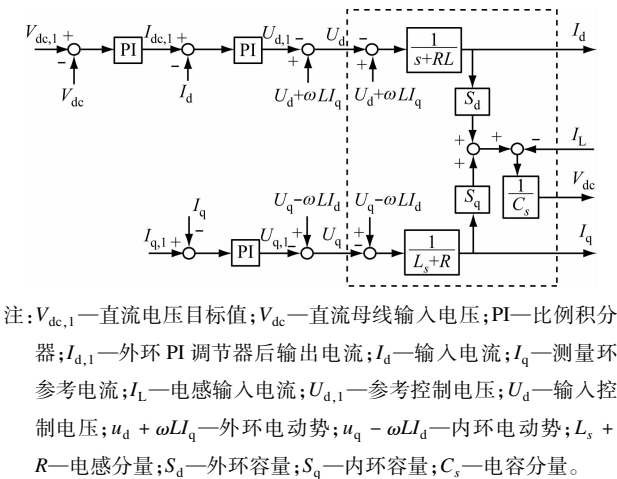 V_dc,1 + − PI I_dc,1 + − PI U_d,1 − + U_d − + 1/(s+RL) I_d
V_dc I_d U_d+ωLI_q U_d+ωLI_q S_d
+ + + − I_L
1/C_s V_dc
I_q U_q−ωLI_d U_q−ωLI_d S_q
I_q,1 + − PI U_q,1 − + U_q − + 1/(L_s+R) I_q
注:V_dc,1—直流电压目标值;V_dc—直流母线输入电压;PI—比例积分
器;I_d,1—外环 PI 调节器后输出电流;I_d—输入电流;I_q—测量环
参考电流;I_L—电感输入电流;U_d,1—参考控制电压;U_d—输入控
制电压;u_d + ωLI_q—外环电动势;u_q − ωLI_d—内环电动势;L_s +
R—电感分量;S_d—外环容量;S_q—内环容量;C_s—电容分量。